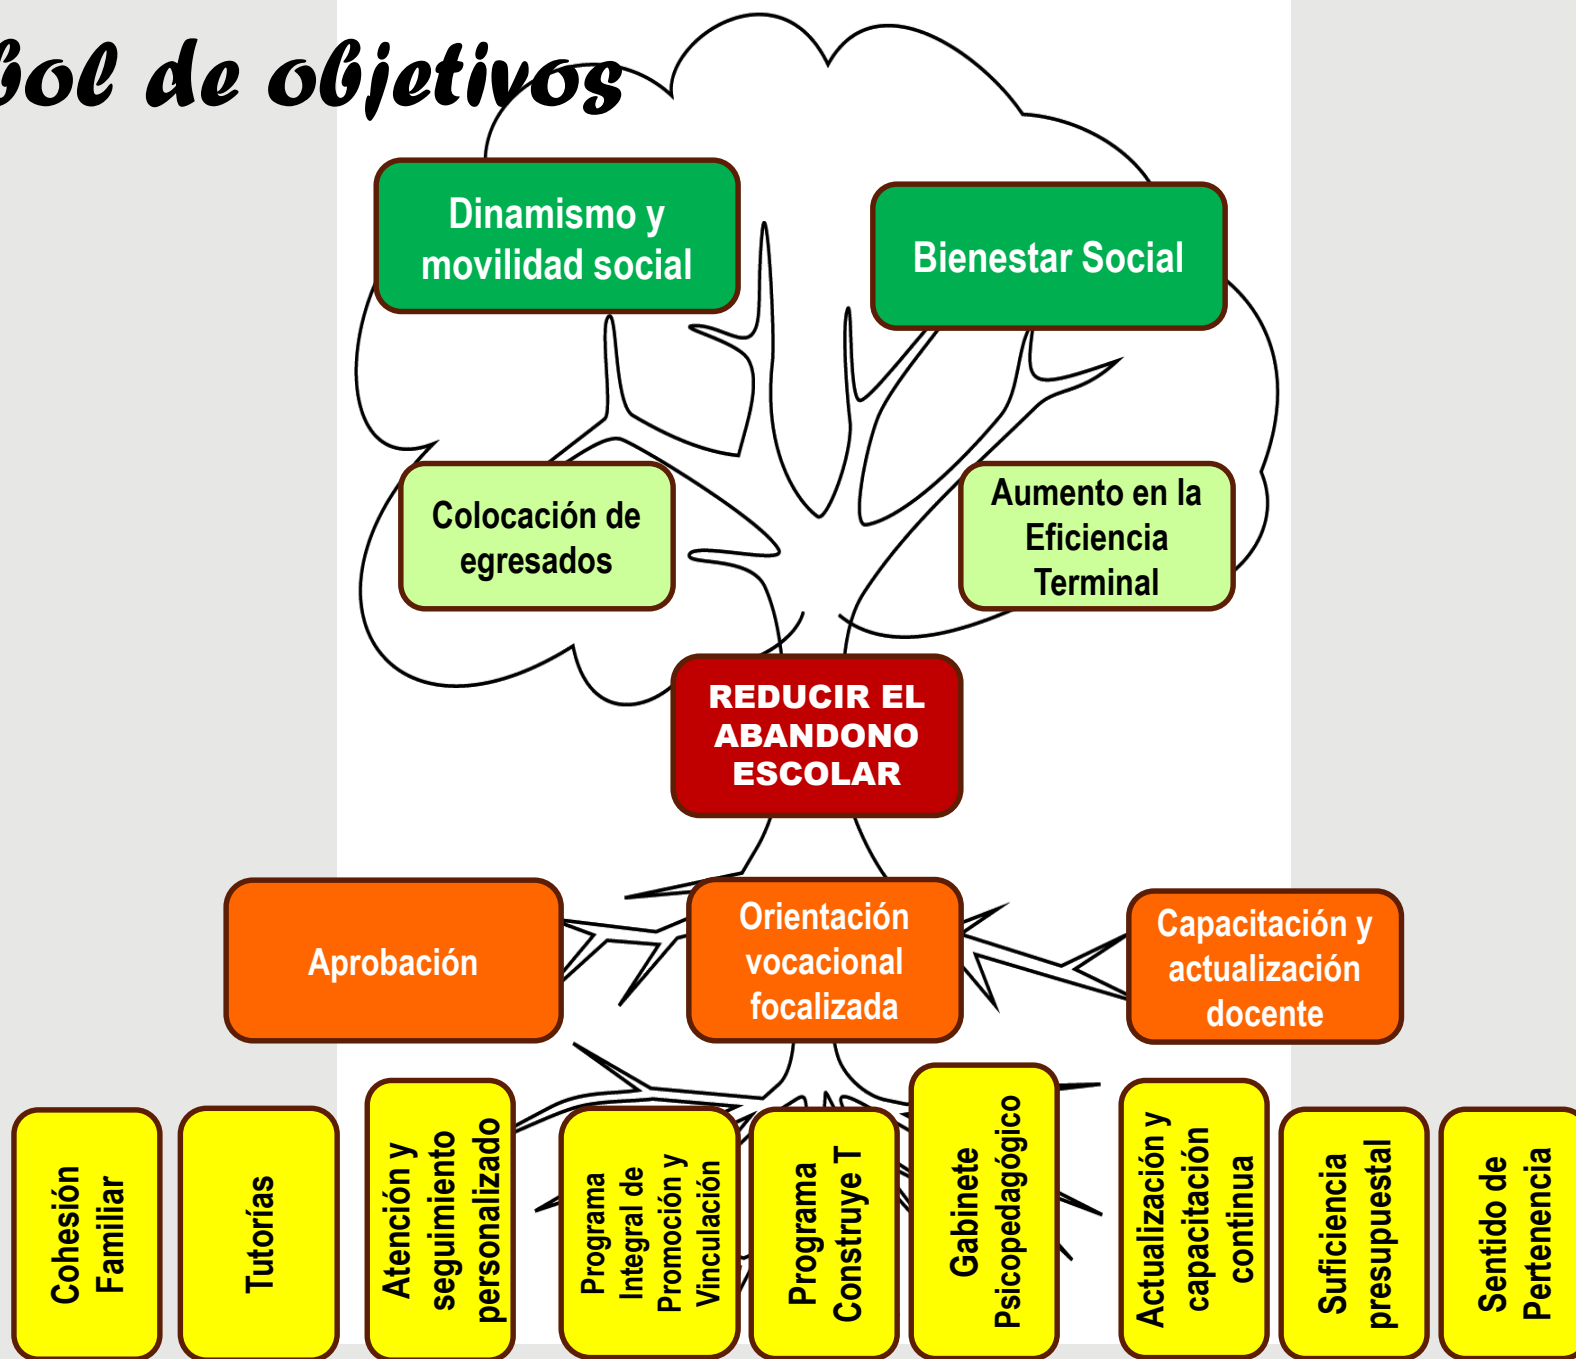 bol de objetivos
Dinamismo y
movilidad social
Bienestar Social
Colocación de
egresados
Aumento en la
Eficiencia
Terminal
REDUCIR EL
ABANDONO
ESCOLAR
Aprobación
Orientación
vocacional
focalizada
Capacitación y
actualización
docente
Cohesión
Familiar
Tutorías
Atención y
seguimiento
personalizado
Programa
Integral de
Promoción y
Vinculación
Programa
Construye T
Gabinete
Psicopedagógico
Actualización y
capacitación
continua
Suficiencia
presupuestal
Sentido de
Pertenencia